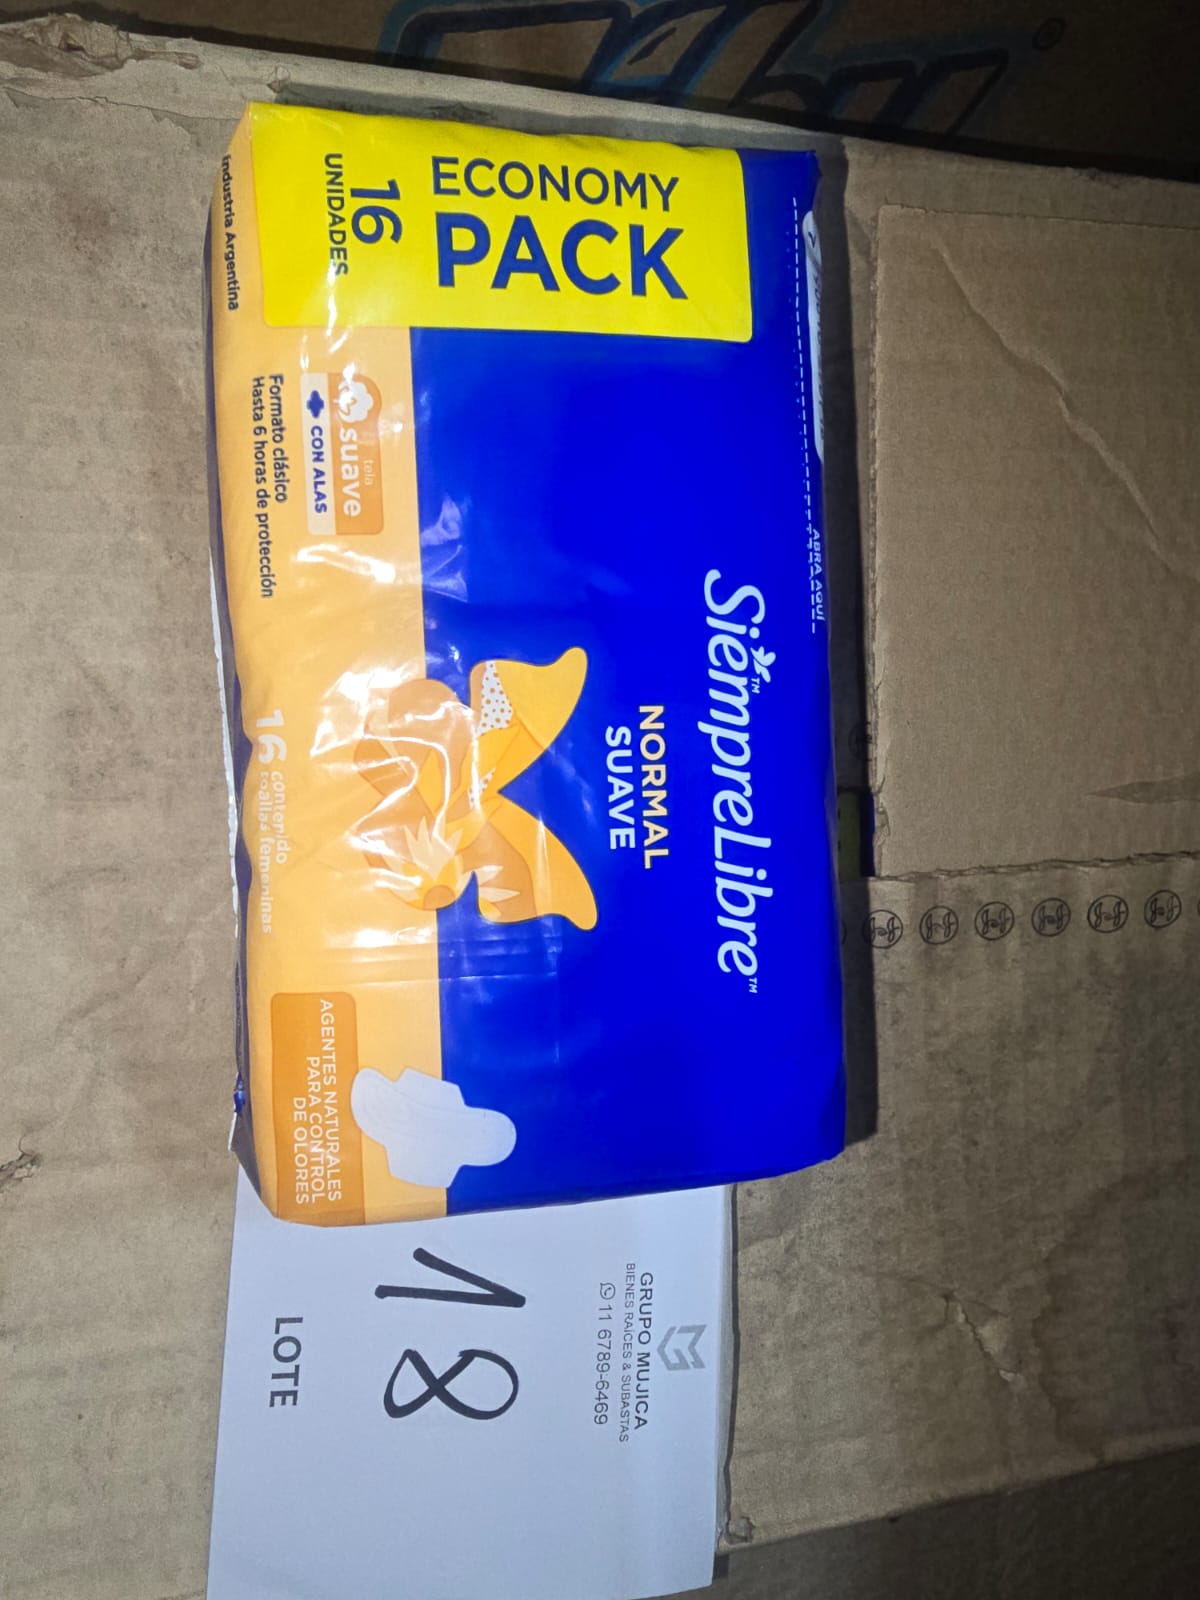 ECONOMY
PACK
16
UNIDADES
Industria Argentina
ABRA AQUÍ
SiempreLibre™
NORMAL
SUAVE
tela
suave
CON ALAS
Formato clásico
Hasta 6 horas de protección
16 contenido
toallas femeninas
AGENTES NATURALES
PARA CONTROL
DE OLORES
GRUPO MUJICA
BIENES RAÍCES & SUBASTAS
11 6789-6469
18
LOTE